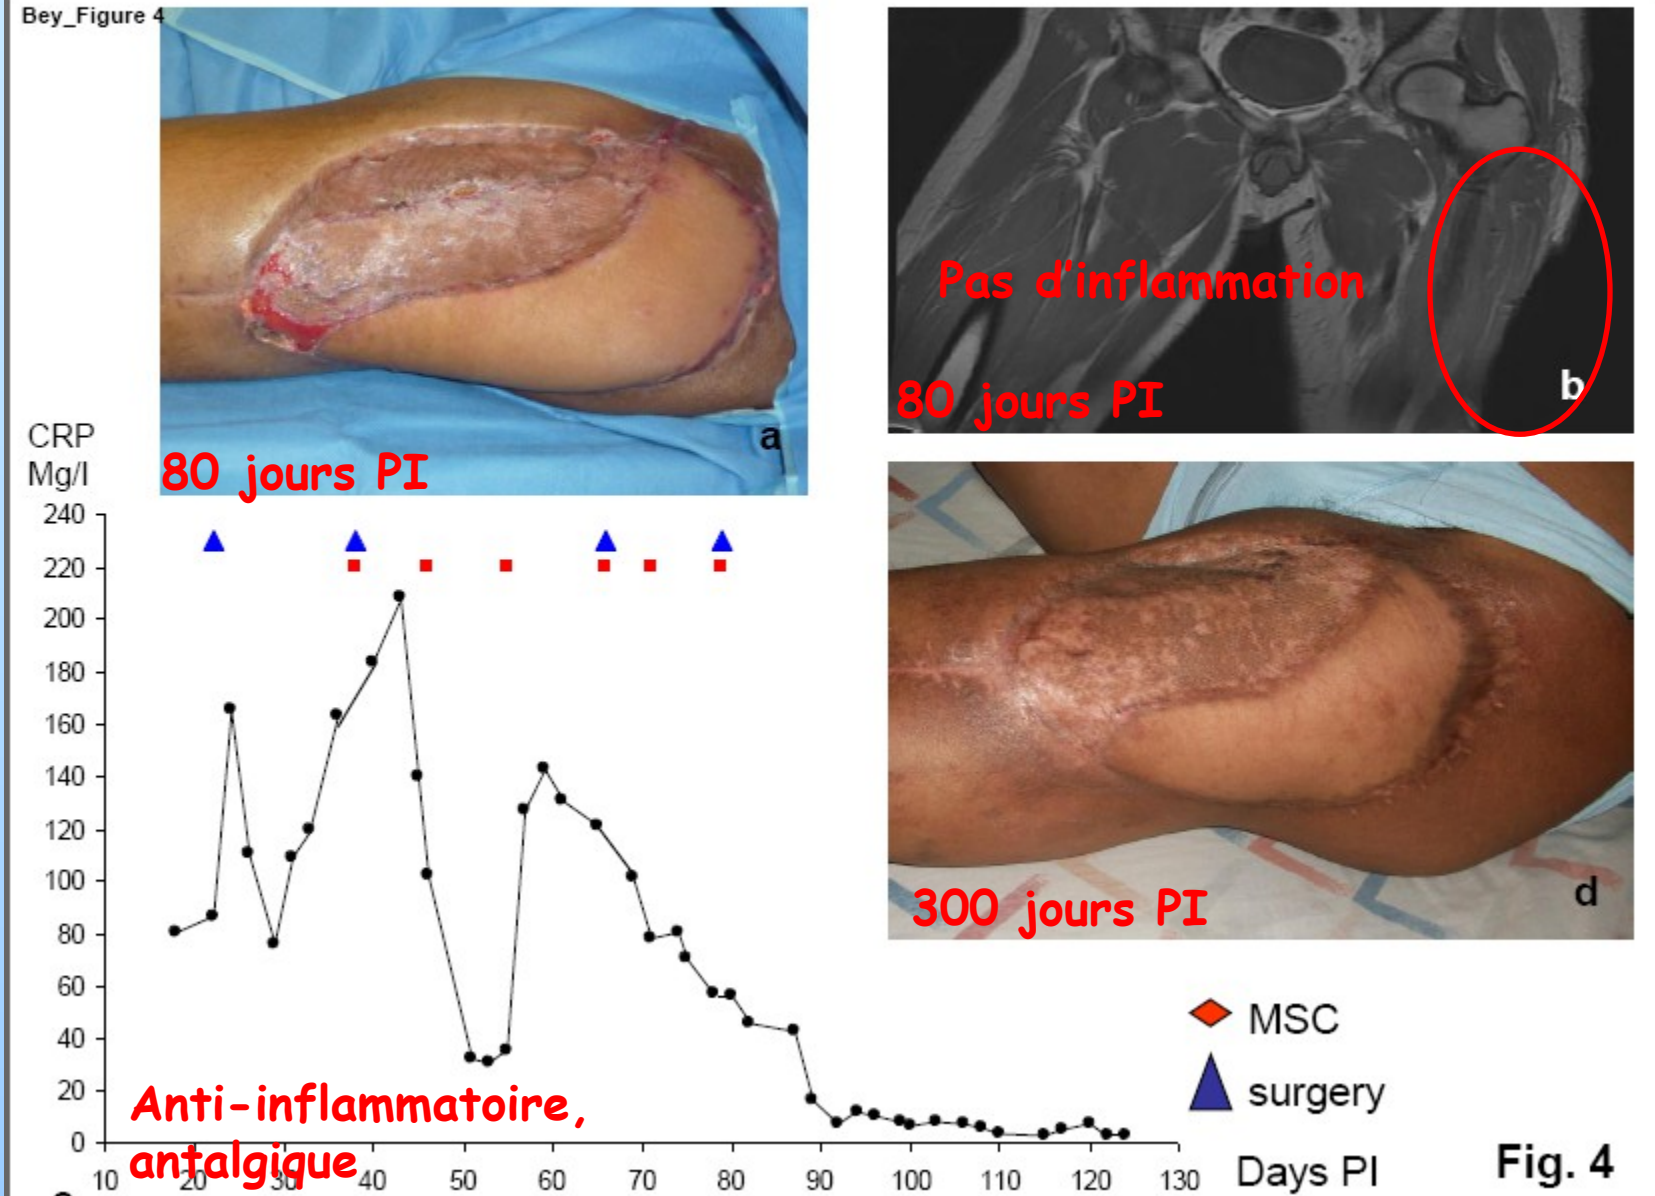 Bey_Figure 4
a
80 jours PI
Pas d'inflammation
80 jours PI
b
CRP
Mg/l
240
220
200
180
160
140
120
100
80
60
40
20
0
10 20 30 40 50 60 70 80 90 100 110 120 130
Days PI
Anti-inflammatoire,
antalgique
300 jours PI
d
MSC
surgery
Fig. 4